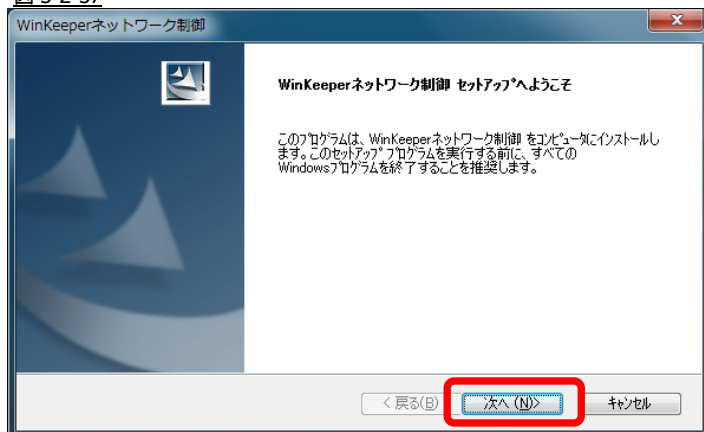 WinKeeperネットワーク制御
WinKeeperネットワーク制御 ｾｯﾄｱｯﾌﾟへようこそ
このﾌﾟﾛｸﾞﾗﾑは、WinKeeperネットワーク制御 をｺﾝﾋﾟｭｰﾀにインストールし
ます。このｾｯﾄｱｯﾌﾟ ﾌﾟﾛｸﾞﾗﾑを実行する前に、すべての
Windowsﾌﾟﾛｸﾞﾗﾑを終了することを推奨します。
< 戻る(B)
次へ (N)>
ｷｬﾝｾﾙ